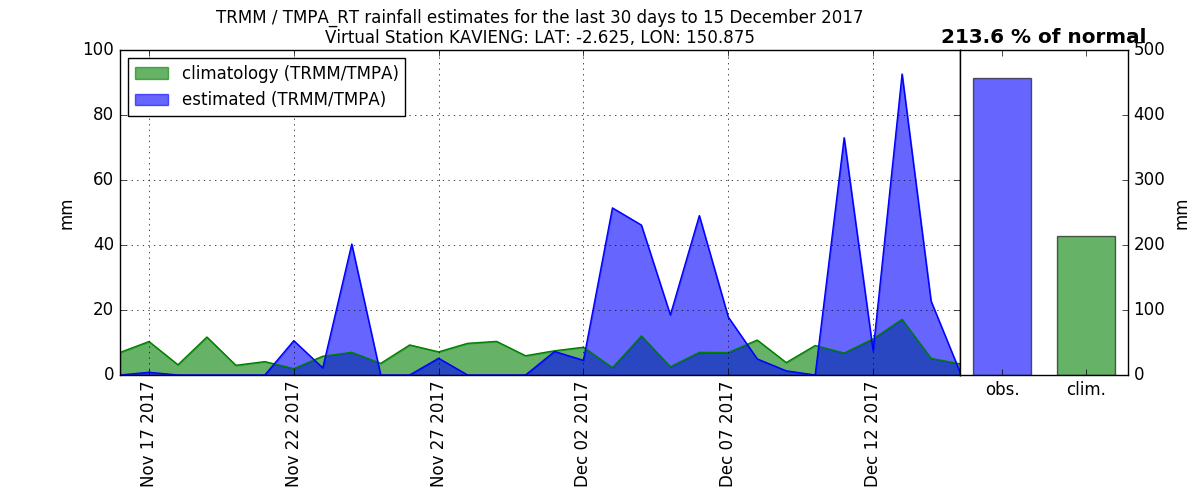 TRMM / TMPA_RT rainfall estimates for the last 30 days to 15 December 2017
Virtual Station KAVIENG: LAT: -2.625, LON: 150.875
213.6 % of normal
climatology (TRMM/TMPA)
estimated (TRMM/TMPA)
100
80
60
40
20
0
mm
Nov 17 2017
Nov 22 2017
Nov 27 2017
Dec 02 2017
Dec 07 2017
Dec 12 2017
obs.
clim.
500
400
300
200
100
0
mm